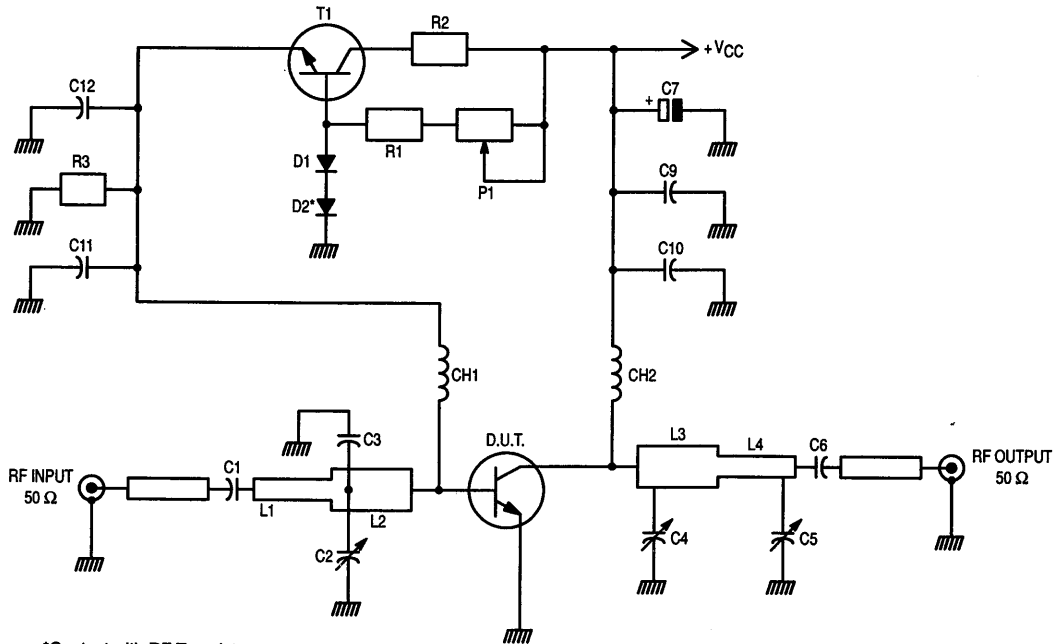 T1
R2
+VCC
C12
C7
+
R3
R1
P1
D1
C9
D2*
C11
C10
CH1
CH2
C3
D.U.T.
L3
L4
C6
RF INPUT
50 Ω
C1
L1
L2
RF OUTPUT
50 Ω
C2
C4
C5